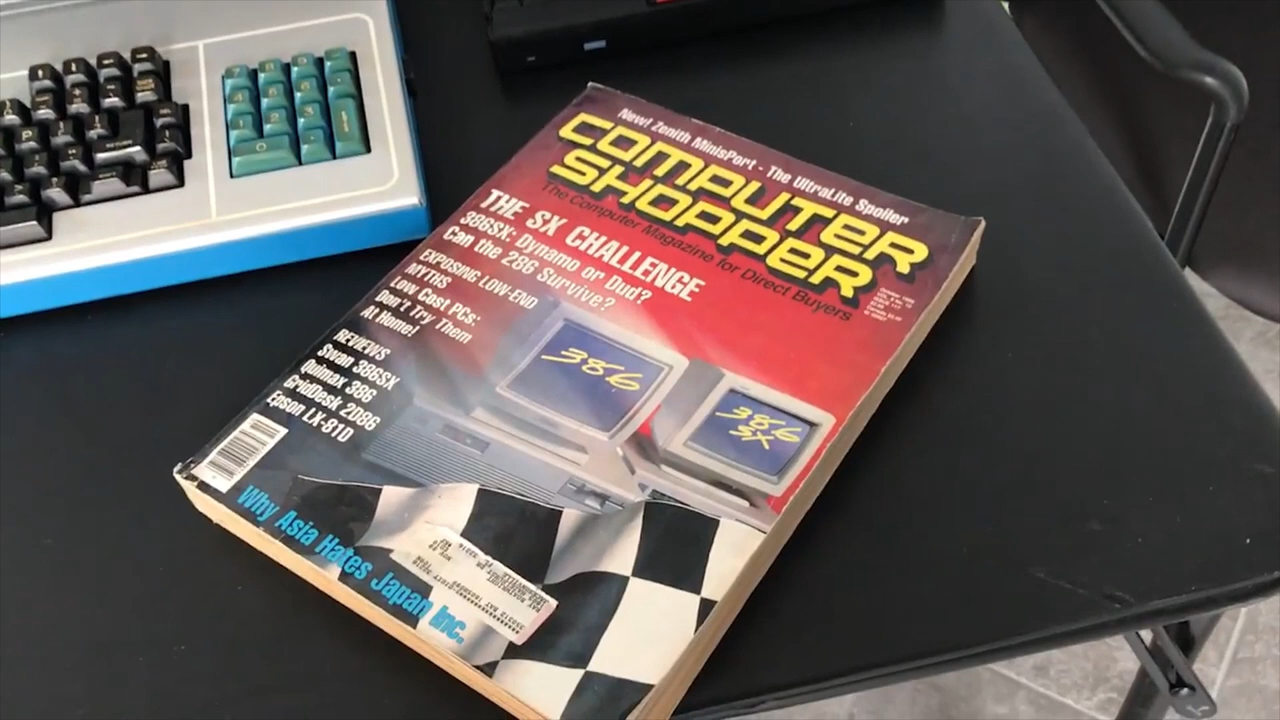 New! Zenith MinisPort - The UltraLite Spoiler
COMPUTER
SHOPPER
The Computer Magazine for Direct Buyers
THE SX CHALLENGE
386SX: Dynamo or Dud?
Can the 286 Survive?
EXPOSING LOW-END
MYTHS
Low Cost PCs:
Don't Try Them
At Home!
REVIEWS
Swan 386SX
Quimax 386
GridDesk 2D86
Epson LX-810
386
386
SX
Why Asia Hates Japan Inc.